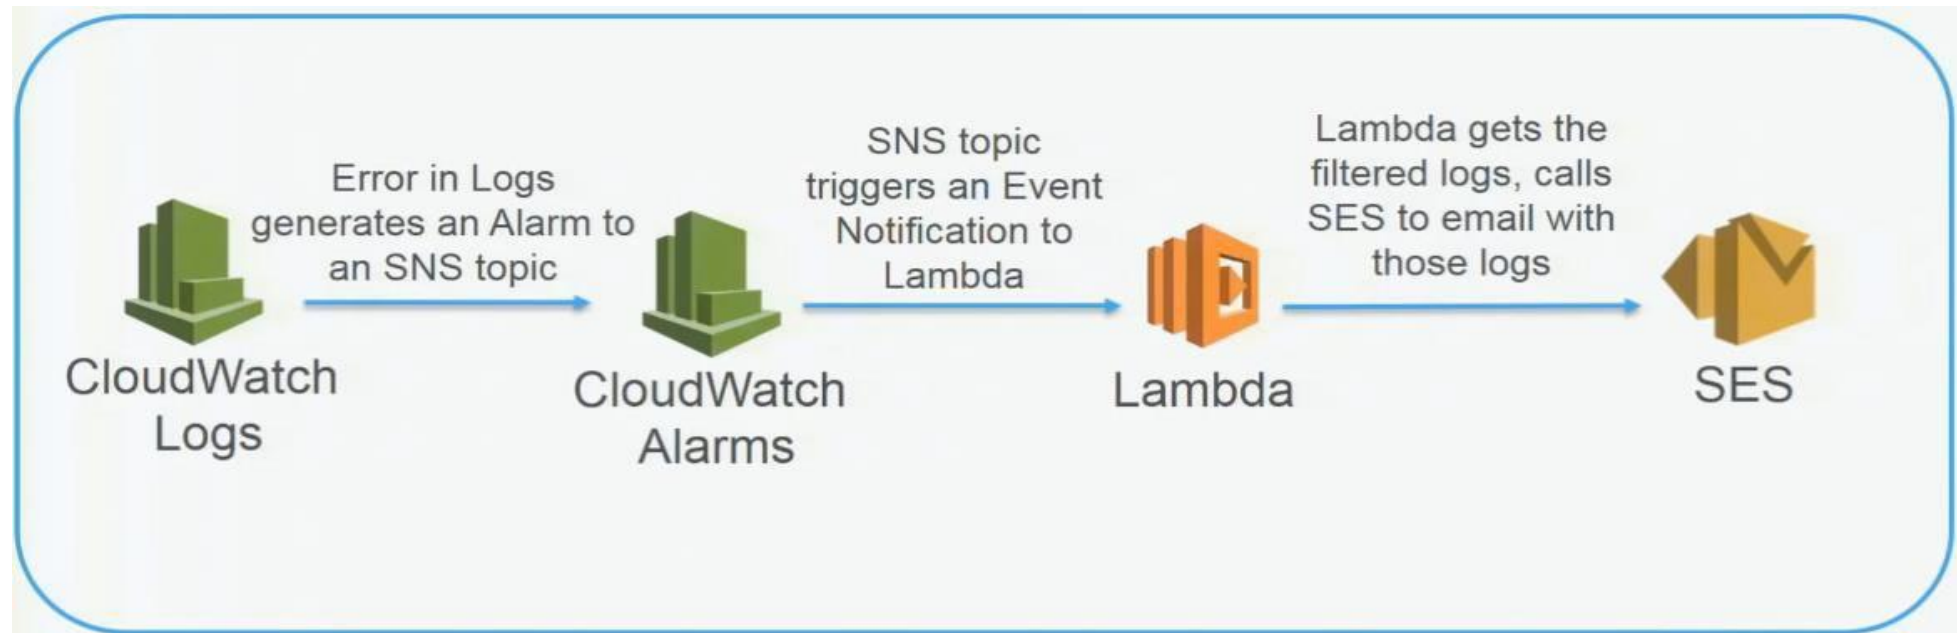 Error in Logs
generates an Alarm to
an SNS topic
SNS topic
triggers an Event
Notification to
Lambda
Lambda gets the
filtered logs, calls
SES to email with
those logs
CloudWatch
Logs
CloudWatch
Alarms
Lambda
SES